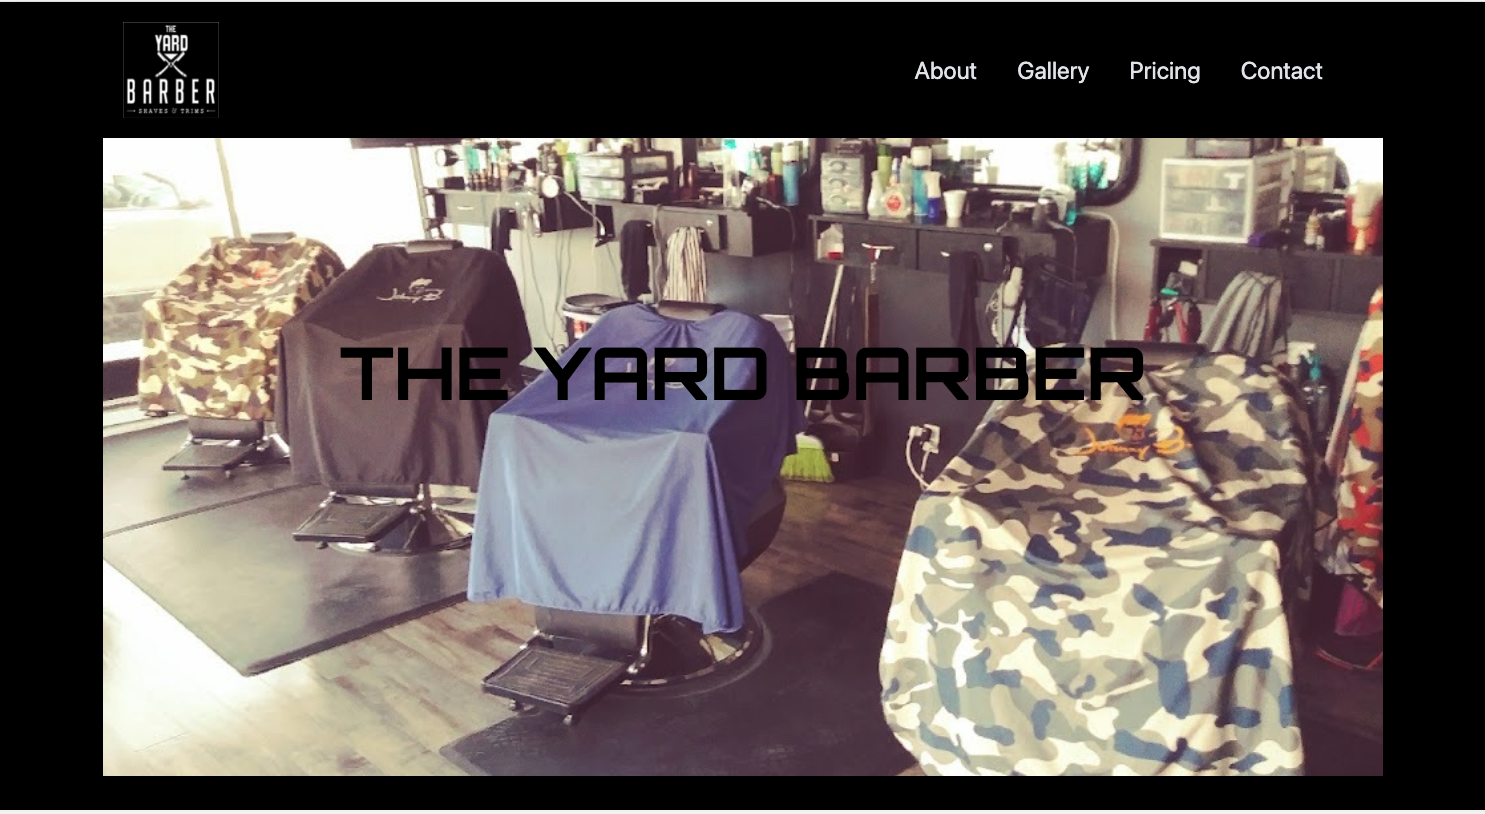 THE
YARD
BARBER
SHAVES & TRIMS
About Gallery Pricing Contact
Johnny B.
THE YARD BARBER
Johnny B.